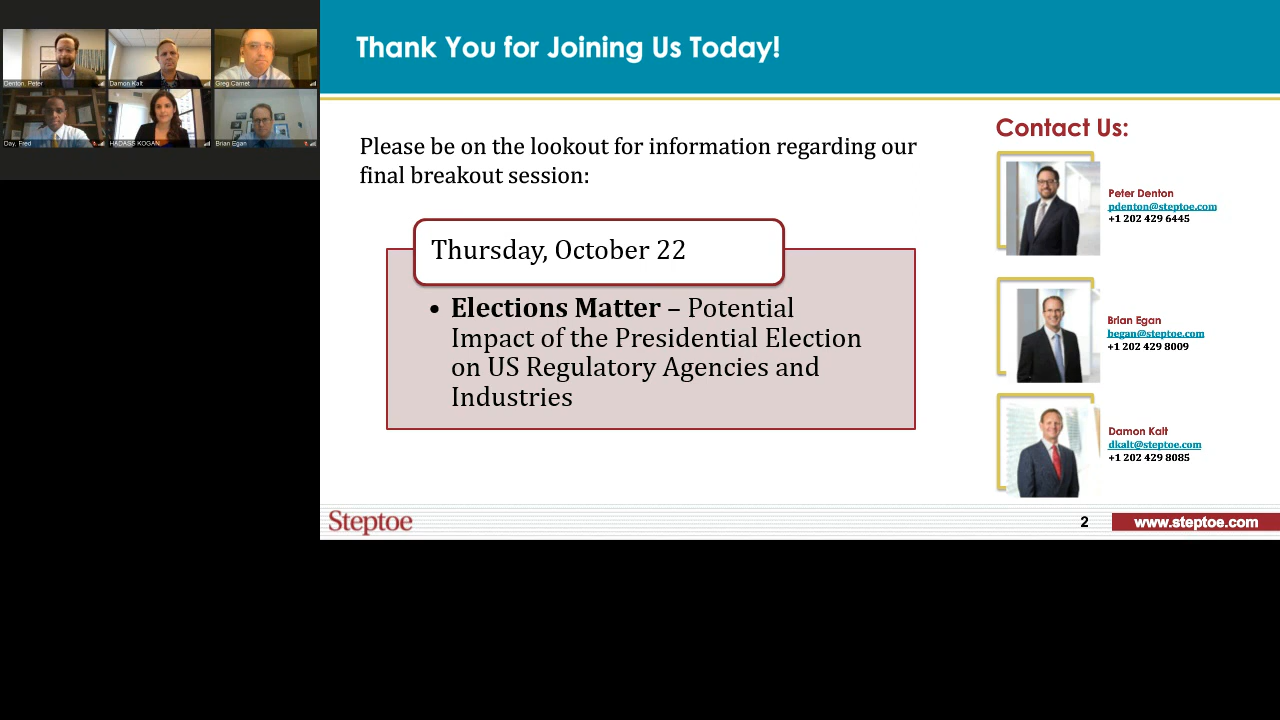 Denton, Peter
Damon Kalt
Greg Carnet
Day, Fred
HADASS KOGAN
Brian Egan
Thank You for Joining Us Today!
Please be on the lookout for information regarding our
final breakout session:
Thursday, October 22
• Elections Matter – Potential
Impact of the Presidential Election
on US Regulatory Agencies and
Industries
Contact Us:
Peter Denton
pdenton@steptoe.com
+1 202 429 6445
Brian Egan
began@steptoe.com
+1 202 429 8009
Damon Kalt
dkalt@steptoe.com
+1 202 429 8085
Steptoe
2
www.steptoe.com